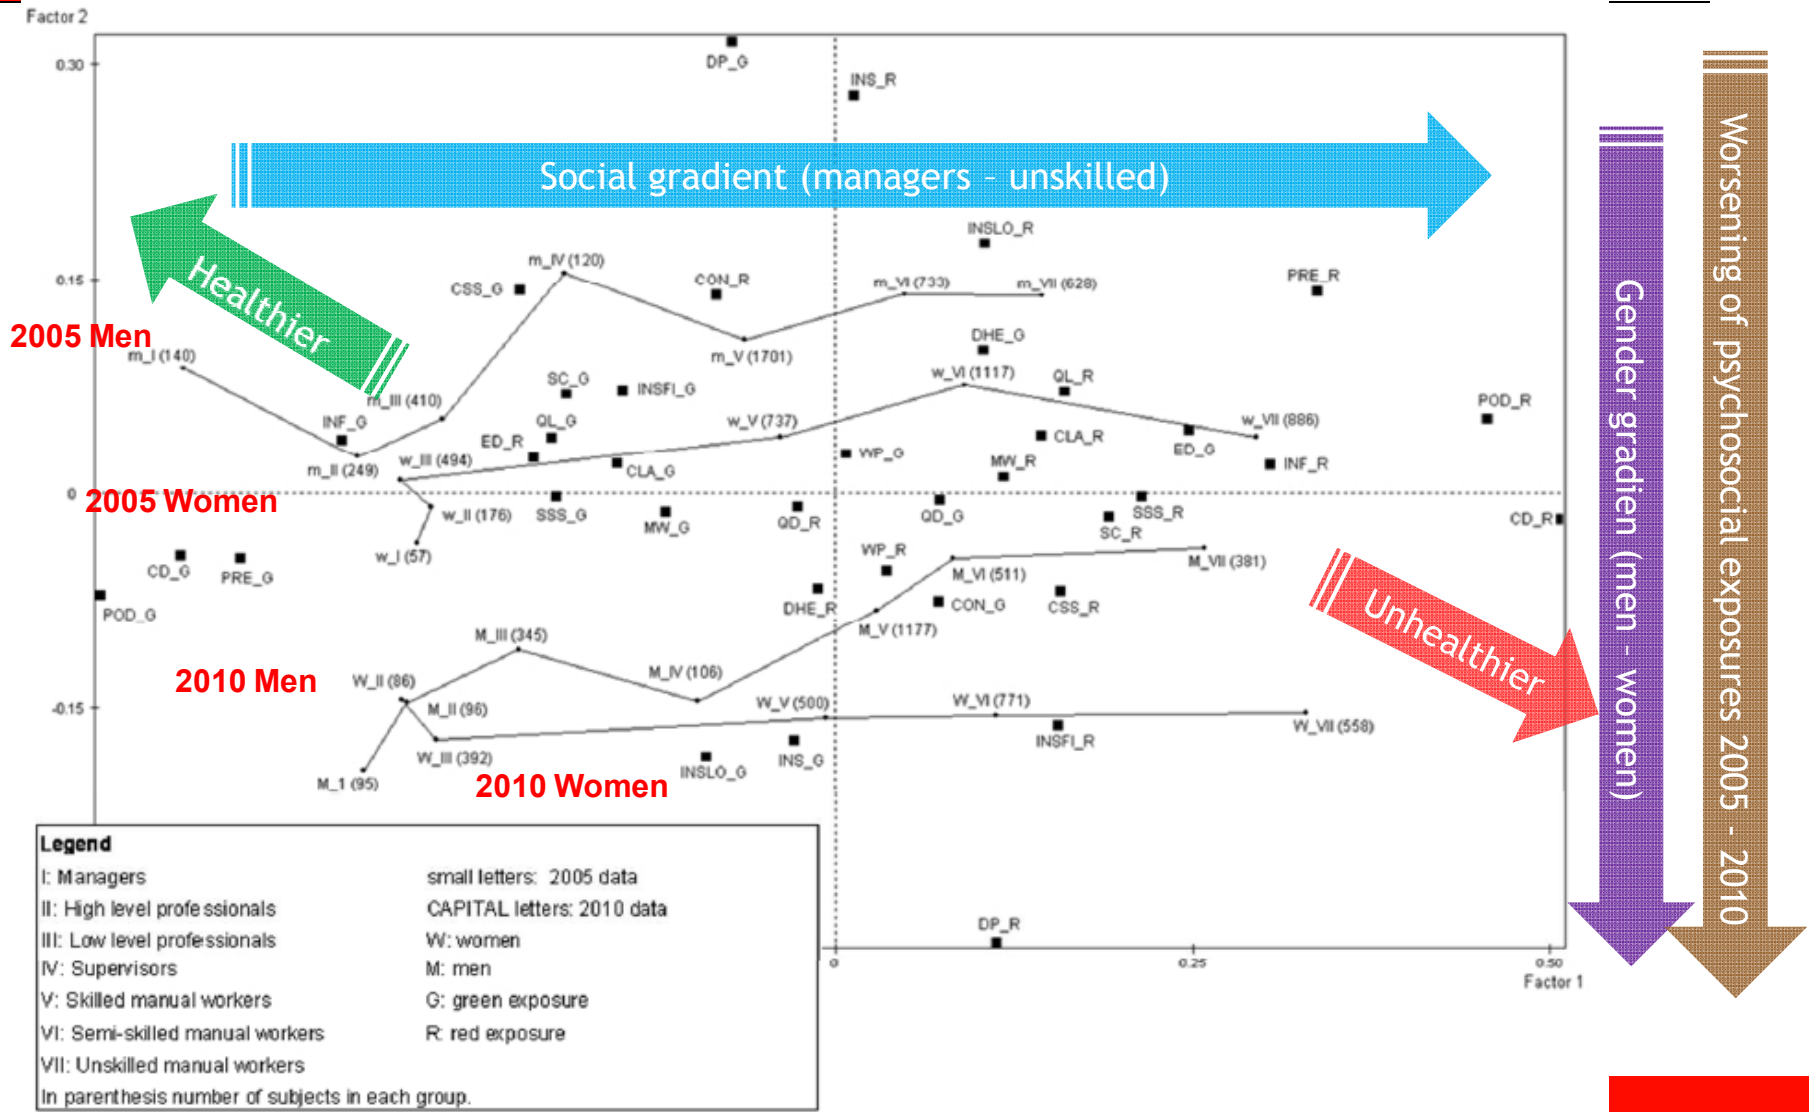 Factor 2
0.30
DP_G
INS_R
Social gradient (managers – unskilled)
Healthier
INSLO_R
m_IV (120)
0.15
CSS_G
CON_R
m_VI (733)
m_VII (628)
PRE_R
2005 Men
m_I (140)
m_V (1701)
DHE_G
m_III (410)
SC_G
INSFI_G
w_VI (1117)
QL_R
INF_G
QL_G
w_V (737)
w_VII (886)
POD_R
ED_R
CLA_R
ED_G
m_II (249)
w_III (494)
CLA_G
WP_G
MW_R
INF_R
0
2005 Women
w_II (176)
SSS_G
MW_G
QD_R
QD_G
SSS_R
SC_R
CD_R
w_I (57)
CD_G
PRE_G
WP_R
M_VI (511)
M_VII (381)
POD_G
DHE_R
CON_G
CSS_R
M_V (1177)
Unhealthier
M_III (345)
M_IV (106)
2010 Men
W_II (86)
M_II (96)
-0.15
W_V (500)
W_VI (771)
W_VII (558)
W_III (392)
INSLO_G
INS_G
INSFI_R
M_1 (95)
2010 Women
DP_R
0
0.25
0.50
Factor 1
Gender gradient (men – women)
Worsening of psychosocial exposures 2005 - 2010
Legend
I: Managers
small letters: 2005 data
II: High level professionals
CAPITAL letters: 2010 data
III: Low level professionals
W: women
IV: Supervisors
M: men
V: Skilled manual workers
G: green exposure
VI: Semi-skilled manual workers
R: red exposure
VII: Unskilled manual workers
In parenthesis number of subjects in each group.